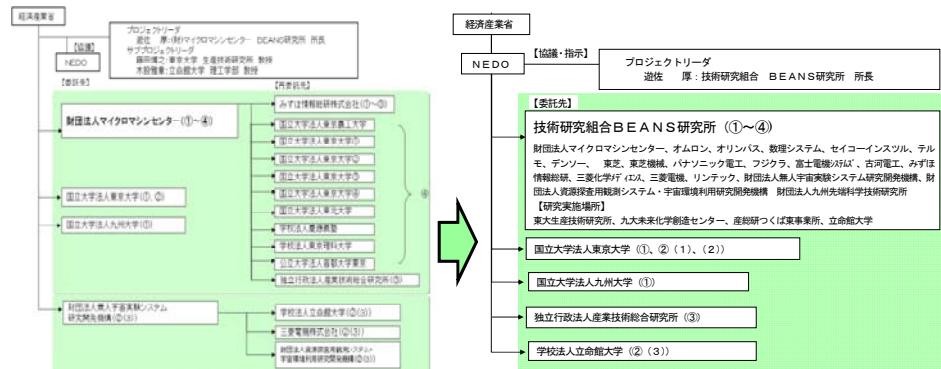 経済産業省
プロジェクトリーダ
遊佐 厚:(財)マイクロマシンセンター BEANS研究所 所長
サブプロジェクトリーダ
藤田博之:東京大学 生産技術研究所 教授
木股雅章:立命館大学 理工学部 教授
【協議】
NEDO
【委託先】
【再委託先】
財団法人マイクロマシンセンター(①~④)
みずほ情報総研株式会社(①~③)
国立大学法人東京農工大学
国立大学法人東京大学①
国立大学法人東京大学②
国立大学法人東京大学③
国立大学法人東京大学④
国立大学法人東北大学
学校法人慶應義塾
学校法人東京理科大学
公立大学法人首都大学東京
独立行政法人産業技術総合研究所(③)
④
国立大学法人東京大学(①、②)
国立大学法人九州大学(①)
財団法人無人宇宙実験システム
研究開発機構(②(3))
学校法人立命館大学(②(3))
三菱電機株式会社(②(3))
財団法人資源探査用観測システム・
宇宙環境利用研究開発機構(②(3))
経済産業省
【協議・指示】
NEDO
プロジェクトリーダ
遊佐 厚:技術研究組合 BEANS研究所 所長
【委託先】
技術研究組合BEANS研究所(①~④)
財団法人マイクロマシンセンター、オムロン、オリンパス、数理システム、セイコーインスツル、テル
モ、デンソー、 東芝、東芝機械、パナソニック電工、フジクラ、富士電機システムズ、古河電工、みずほ
情報総研、三菱化学メディエンス、三菱電機、リンテック、財団法人無人宇宙実験システム研究開発機構、財
団法人資源探査用観測システム・宇宙環境利用研究開発機構 財団法人九州先端科学技術研究所
【研究実施場所】
東大生産技術研究所、九大未来化学創造センター、産総研つくば東事業所、立命館大学
国立大学法人東京大学(①、②(1)、(2))
国立大学法人九州大学(①)
独立行政法人産業技術総合研究所(③)
学校法人立命館大学(②(3))